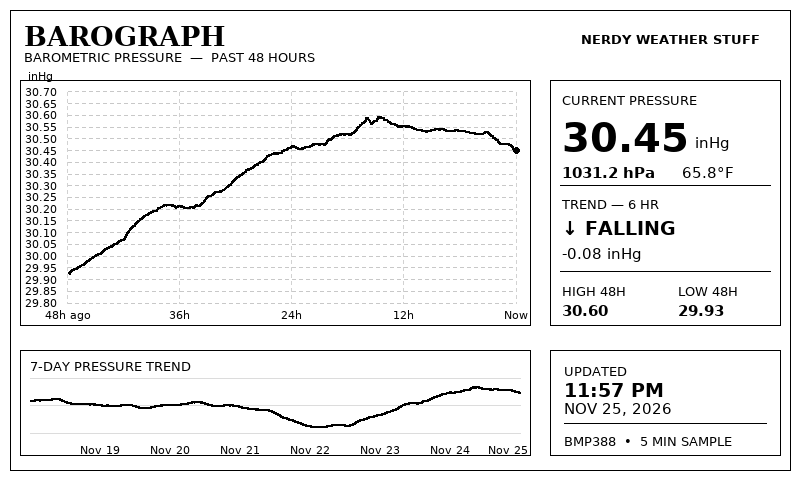 BAROGRAPH
BAROMETRIC PRESSURE — PAST 48 HOURS
NERDY WEATHER STUFF
inHg
30.70
30.65
30.60
30.55
30.50
30.45
30.40
30.35
30.30
30.25
30.20
30.15
30.10
30.05
30.00
29.95
29.90
29.85
29.80
48h ago 36h 24h 12h Now
CURRENT PRESSURE
30.45 inHg
1031.2 hPa 65.8°F
TREND — 6 HR
↓ FALLING
-0.08 inHg
HIGH 48H LOW 48H
30.60 29.93
7-DAY PRESSURE TREND
Nov 19 Nov 20 Nov 21 Nov 22 Nov 23 Nov 24 Nov 25
UPDATED
11:57 PM
NOV 25, 2026
BMP388 • 5 MIN SAMPLE